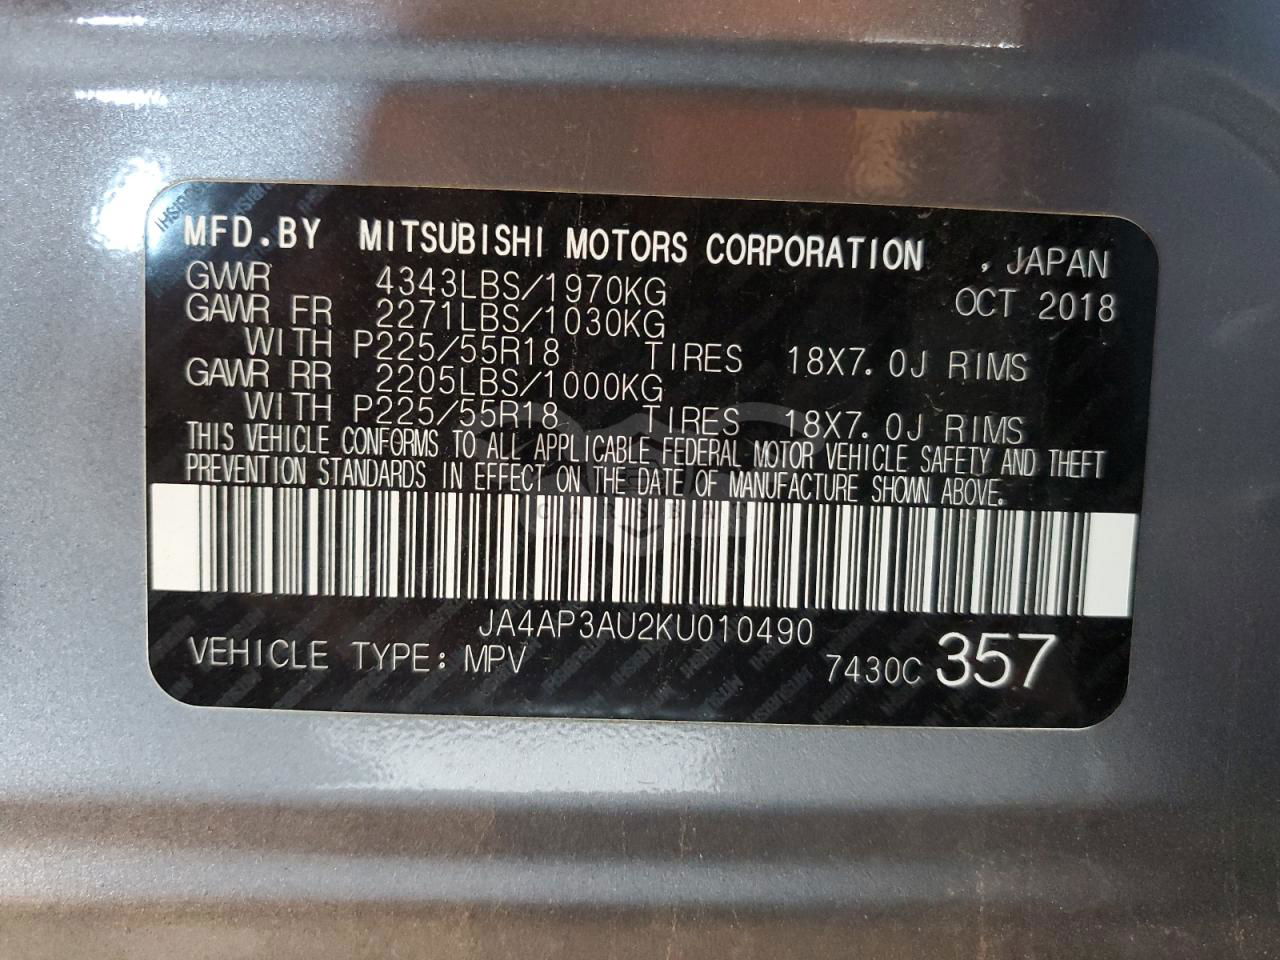 MFD.BY MITSUBISHI MOTORS CORPORATION , JAPAN
GVWR 4343LBS/1970KG OCT 2018
GAWR FR 2271LBS/1030KG
WITH P225/55R18 TIRES 18X7.0J RIMS
GAWR RR 2205LBS/1000KG
WITH P225/55R18 TIRES 18X7.0J RIMS
THIS VEHICLE CONFORMS TO ALL APPLICABLE FEDERAL MOTOR VEHICLE SAFETY AND THEFT
PREVENTION STANDARDS IN EFFECT ON THE DATE OF MANUFACTURE SHOWN ABOVE.
CARSBAN
JA4AP3AU2KU010490
VEHICLE TYPE: MPV 7430C 357